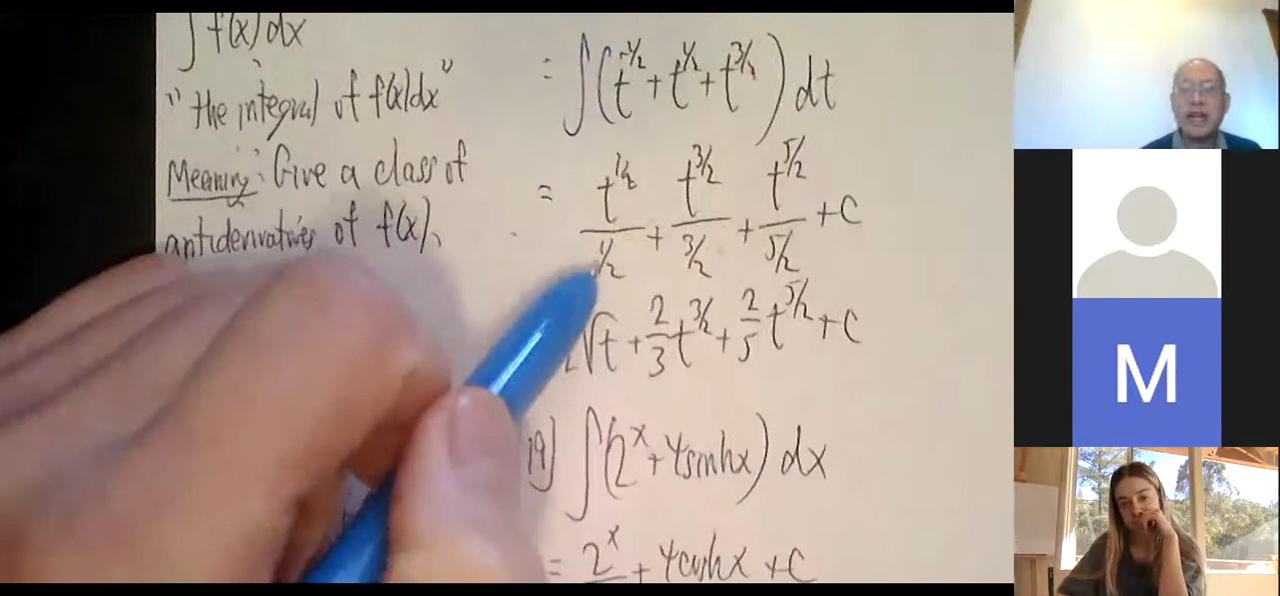 ∫ f(x) dx
"the integral of f(x)dx"
Meaning: Give a class of
antiderivatives of f(x),
= ∫ (t^-1/2 + t^1/2 + t^3/2) dt
= t^1/2 / 1/2 + t^3/2 / 3/2 + t^5/2 / 5/2 + C
2√t + 2/3 t^3/2 + 2/5 t^5/2 + C
19) ∫ (2^x + 4sinhx) dx
= 2^x + 4coshx + C
M